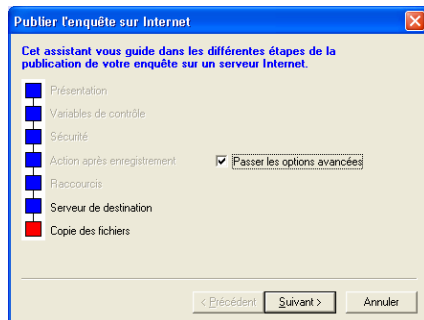 Publier l'enquête sur Internet
Cet assistant vous guide dans les différentes étapes de la
publication de votre enquête sur un serveur Internet.
Présentation
Variables de contrôle
Sécurité
Action après enregistrement
Passer les options avancées
Raccourcis
Serveur de destination
Copie des fichiers
< Précédent
Suivant >
Annuler